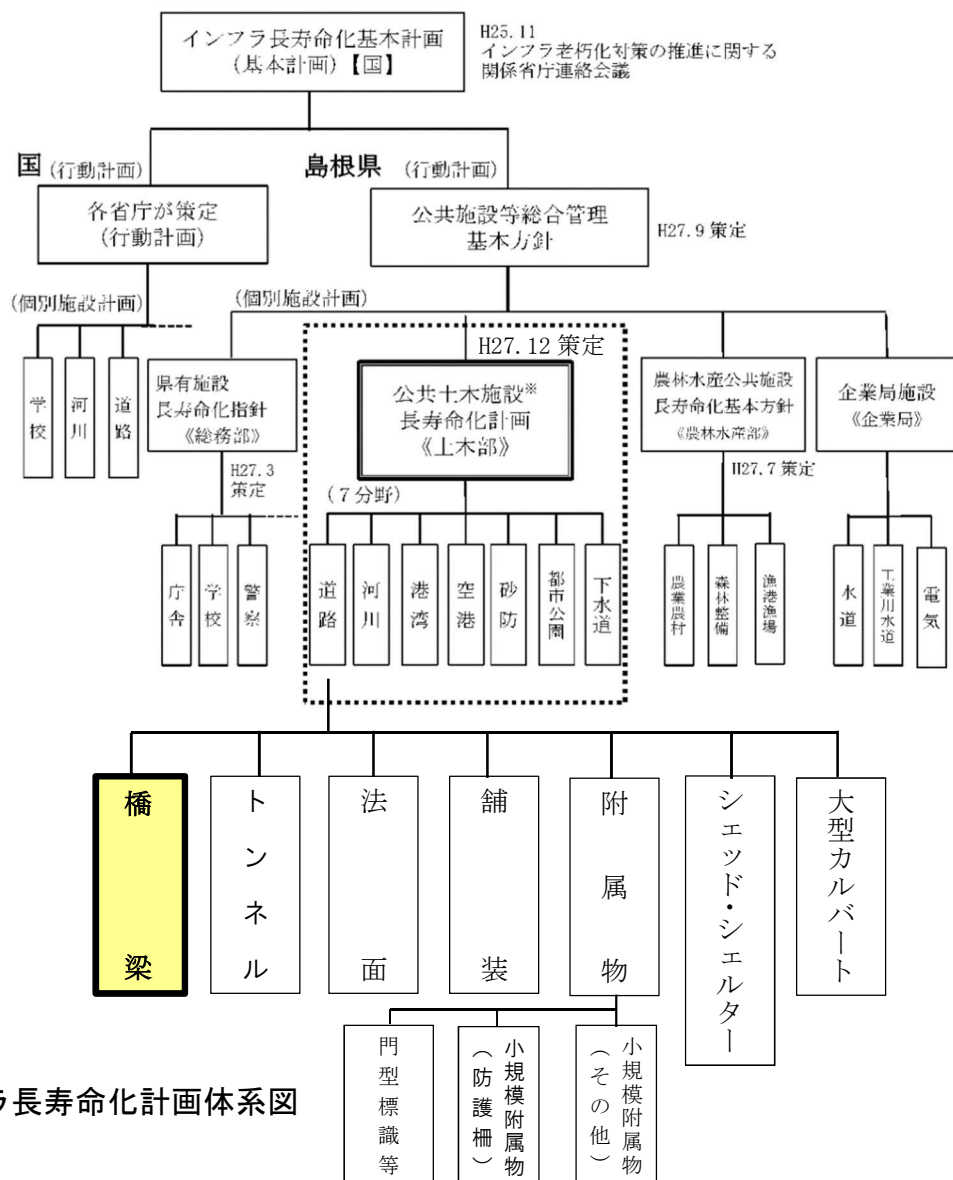 インフラ長寿命化基本計画
(基本計画)【国】
H25.11
インフラ老朽化対策の推進に関する
関係省庁連絡会議
国 (行動計画)
島根県 (行動計画)
各省庁が策定
(行動計画)
公共施設等総合管理
基本方針
H27.9 策定
(個別施設計画)
(個別施設計画)
学校
河川
道路
県有施設
長寿命化指針
《総務部》
H27.3
策定
H27.12 策定
公共土木施設※
長寿命化計画
《土木部》
農林水産公共施設
長寿命化基本方針
《農林水産部》
H27.7 策定
企業局施設
《企業局》
(7分野)
庁舎
学校
警察
道路
河川
港湾
空港
砂防
都市公園
下水道
農業農村
森林整備
漁港漁場
水道
工業用水道
電気
橋梁
トンネル
法面
舗装
附属物
シェッド・シェルター
大型カルバート
門型標識等
小規模附属物
(防護柵)
小規模附属物
(その他)
ラ長寿命化計画体系図